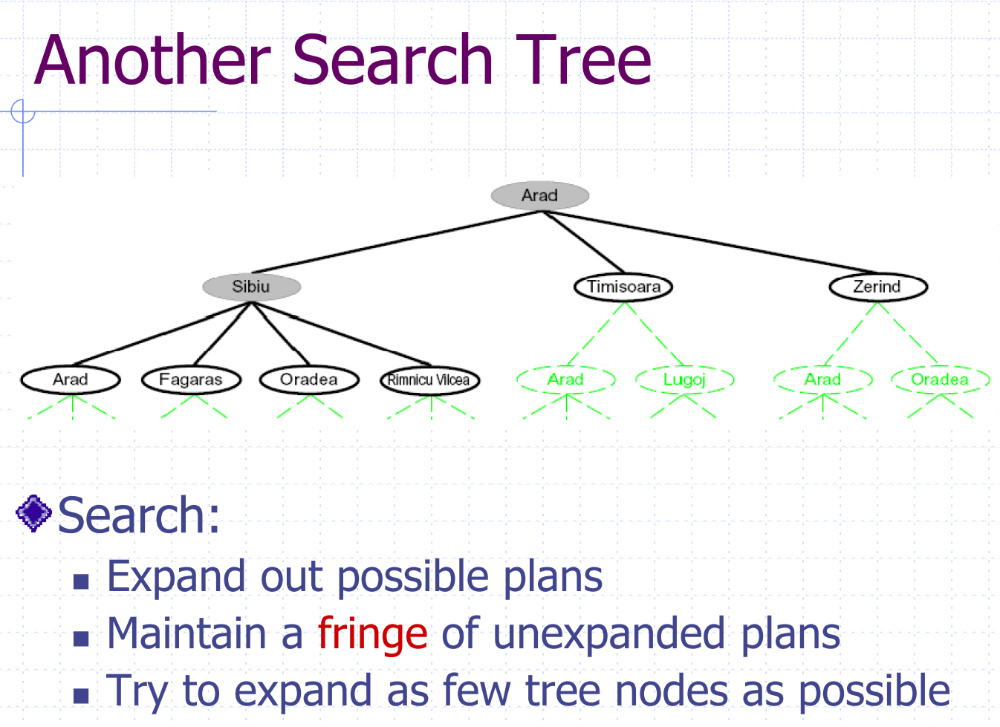 Another Search Tree
Arad
Sibiu Timisoara Zerind
Arad Fagaras Oradea Rimnicu Vilcea Arad Lugoj Arad Oradea
Search:
Expand out possible plans
Maintain a fringe of unexpanded plans
Try to expand as few tree nodes as possible